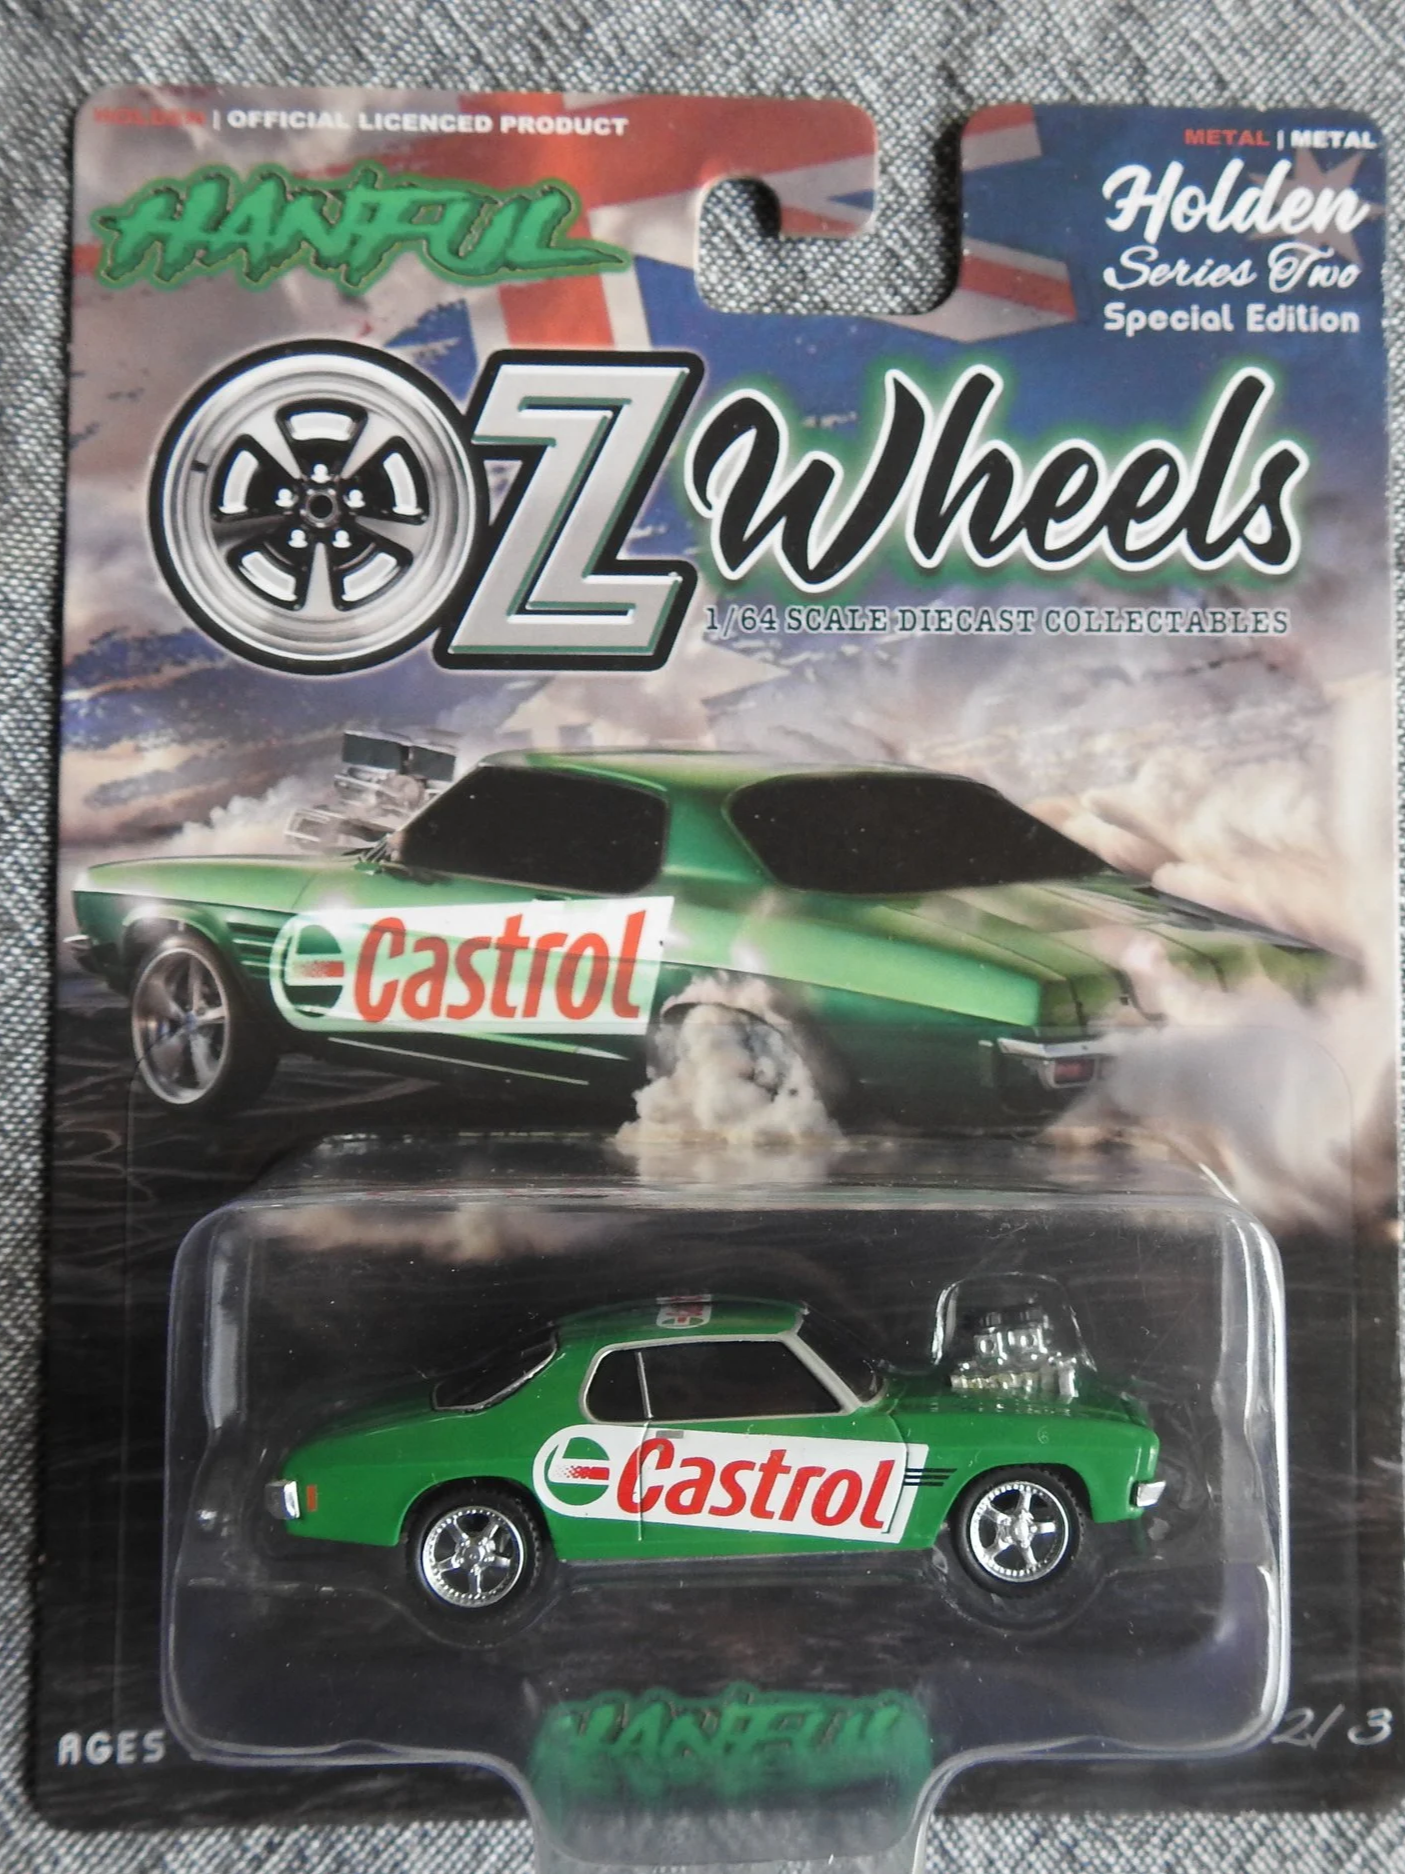 HOLDEN | OFFICIAL LICENCED PRODUCT
METAL | METAL
HANFUL
Holden
Series Two
Special Edition
OZ Wheels
1/64 SCALE DIECAST COLLECTABLES
Castrol
Castrol
HANFUL
AGES
2/3